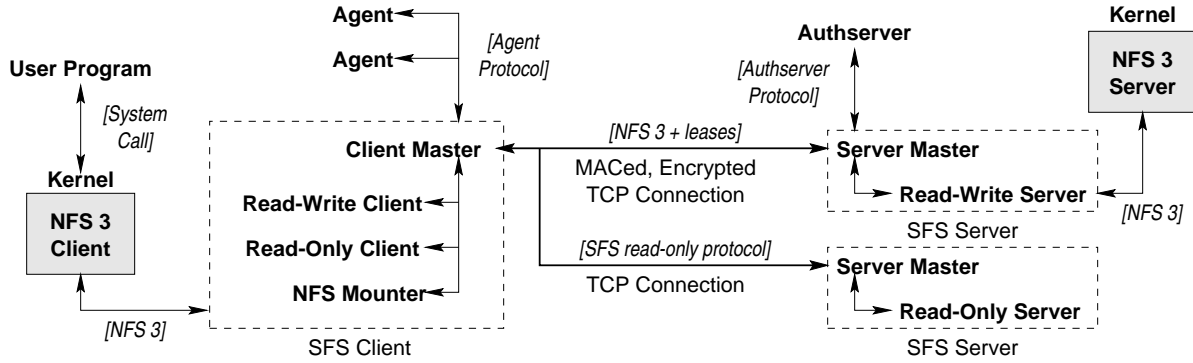 Agent
Agent
[Agent
Protocol]
User Program
[System
Call]
Kernel
NFS 3
Client
[NFS 3]
Client Master
Read-Write Client
Read-Only Client
NFS Mounter
SFS Client
[NFS 3 + leases]
MACed, Encrypted
TCP Connection
[SFS read-only protocol]
TCP Connection
Authserver
[Authserver
Protocol]
Server Master
Read-Write Server
SFS Server
Kernel
NFS 3
Server
[NFS 3]
Server Master
Read-Only Server
SFS Server